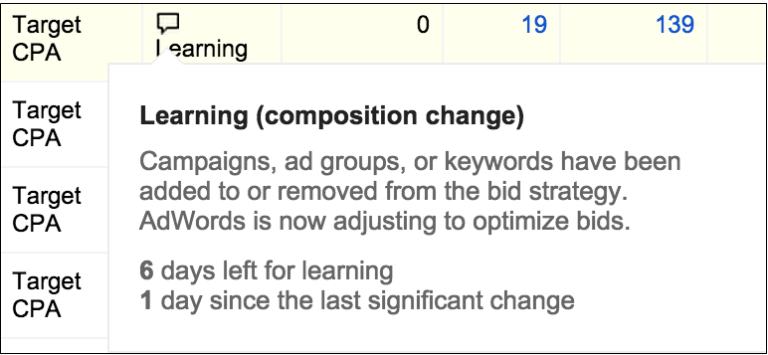 Target
CPA
Learning
0
19
139
Learning (composition change)
Campaigns, ad groups, or keywords have been
added to or removed from the bid strategy.
AdWords is now adjusting to optimize bids.
6 days left for learning
1 day since the last significant change
Target
CPA
Target
CPA
Target
CPA